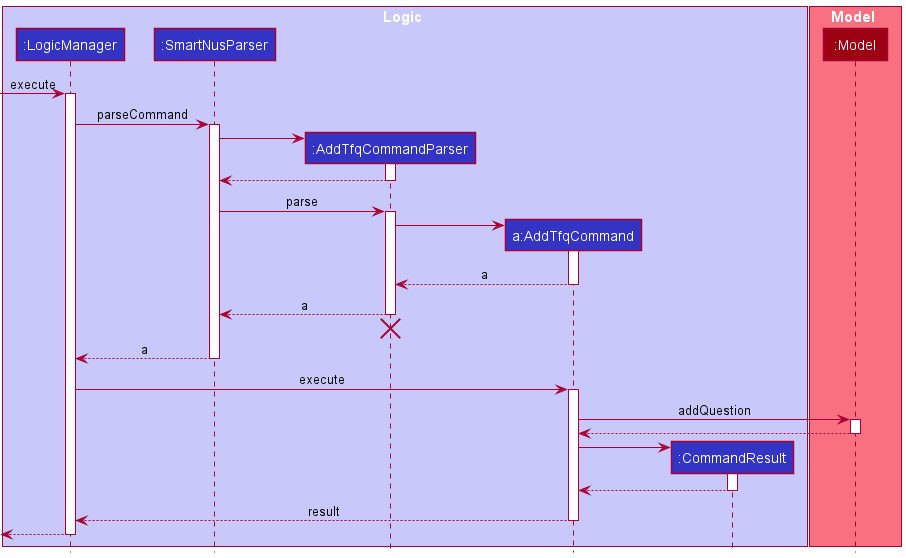 Logic
Model
:LogicManager
:SmartNusParser
:Model
execute
parseCommand
:AddTfqCommandParser
parse
a:AddTfqCommand
a
a
a
execute
addQuestion
:CommandResult
result